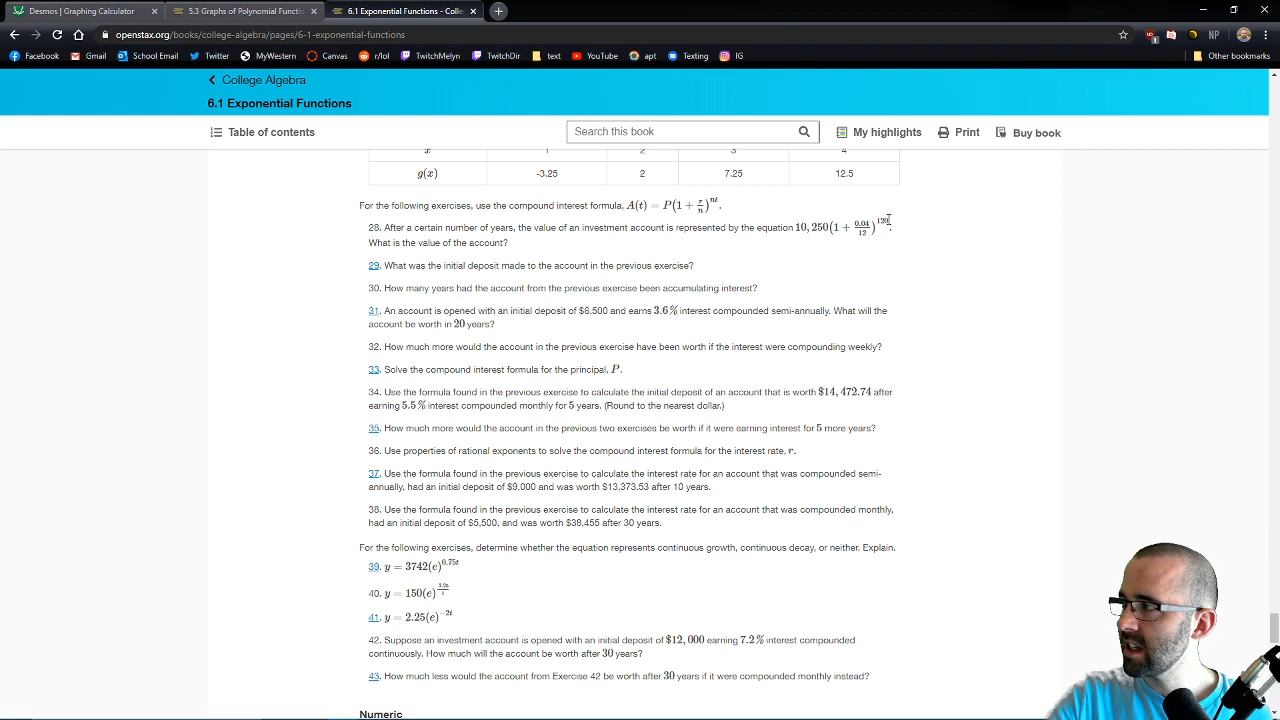 Desmos | Graphing Calculator
5.3 Graphs of Polynomial Functio
6.1 Exponential Functions - Colle
openstax.org/books/college-algebra/pages/6-1-exponential-functions
NP
Facebook Gmail School Email Twitter MyWestern Canvas r/lol TwitchMelyn TwitchDir text YouTube apt Texting IG Other bookmarks
College Algebra
6.1 Exponential Functions
Table of contents Search this book My highlights Print Buy book
x 1 2 3 4
g(x) -3.25 2 7.25 12.5
For the following exercises, use the compound interest formula, A(t) = P(1 + r/n)^nt.
28. After a certain number of years, the value of an investment account is represented by the equation 10,250(1 + 0.04/12)^120.
What is the value of the account?
29. What was the initial deposit made to the account in the previous exercise?
30. How many years had the account from the previous exercise been accumulating interest?
31. An account is opened with an initial deposit of $6,500 and earns 3.6% interest compounded semi-annually. What will the
account be worth in 20 years?
32. How much more would the account in the previous exercise have been worth if the interest were compounding weekly?
33. Solve the compound interest formula for the principal, P.
34. Use the formula found in the previous exercise to calculate the initial deposit of an account that is worth $14,472.74 after
earning 5.5% interest compounded monthly for 5 years. (Round to the nearest dollar.)
35. How much more would the account in the previous two exercises be worth if it were earning interest for 5 more years?
36. Use properties of rational exponents to solve the compound interest formula for the interest rate, r.
37. Use the formula found in the previous exercise to calculate the interest rate for an account that was compounded semi-
annually, had an initial deposit of $9,000 and was worth $13,373.53 after 10 years.
38. Use the formula found in the previous exercise to calculate the interest rate for an account that was compounded monthly,
had an initial deposit of $5,500, and was worth $38,455 after 30 years.
For the following exercises, determine whether the equation represents continuous growth, continuous decay, or neither. Explain.
39. y = 3742(e)^0.75t
40. y = 150(e)
41. y = 2.25(e)^−2t
42. Suppose an investment account is opened with an initial deposit of $12,000 earning 7.2% interest compounded
continuously. How much will the account be worth after 30 years?
43. How much less would the account from Exercise 42 be worth after 30 years if it were compounded monthly instead?
Numeric